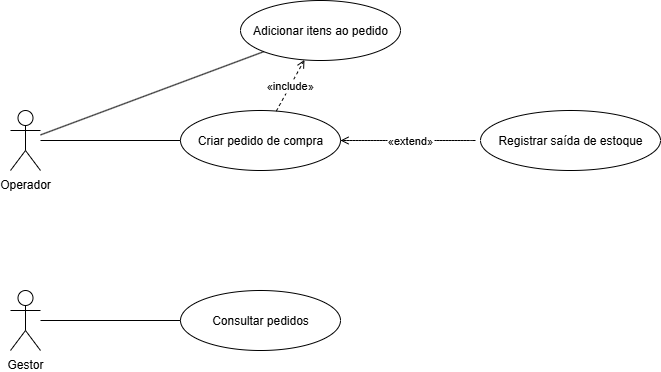 Adicionar itens ao pedido
«include»
Criar pedido de compra
«extend»
Registrar saída de estoque
Operador
Consultar pedidos
Gestor